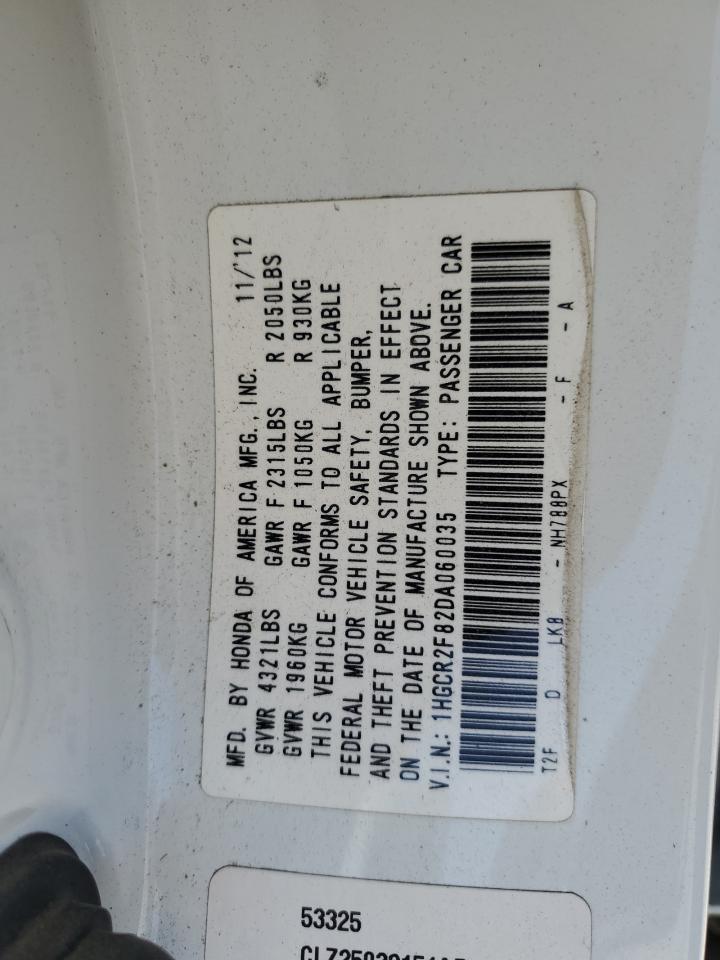 MFD. BY HONDA OF AMERICA MFG., INC. 11/'12
GVWR 4321LBS GAWR F 2315LBS R 2050LBS
GVWR 1960KG GAWR F 1050KG R 930KG
THIS VEHICLE CONFORMS TO ALL APPLICABLE
FEDERAL MOTOR VEHICLE SAFETY, BUMPER,
AND THEFT PREVENTION STANDARDS IN EFFECT
ON THE DATE OF MANUFACTURE SHOWN ABOVE.
V.I.N.: 1HGCR2F82DA060035 TYPE: PASSENGER CAR
T2F D LK8 - NH788PX - F - A
53325